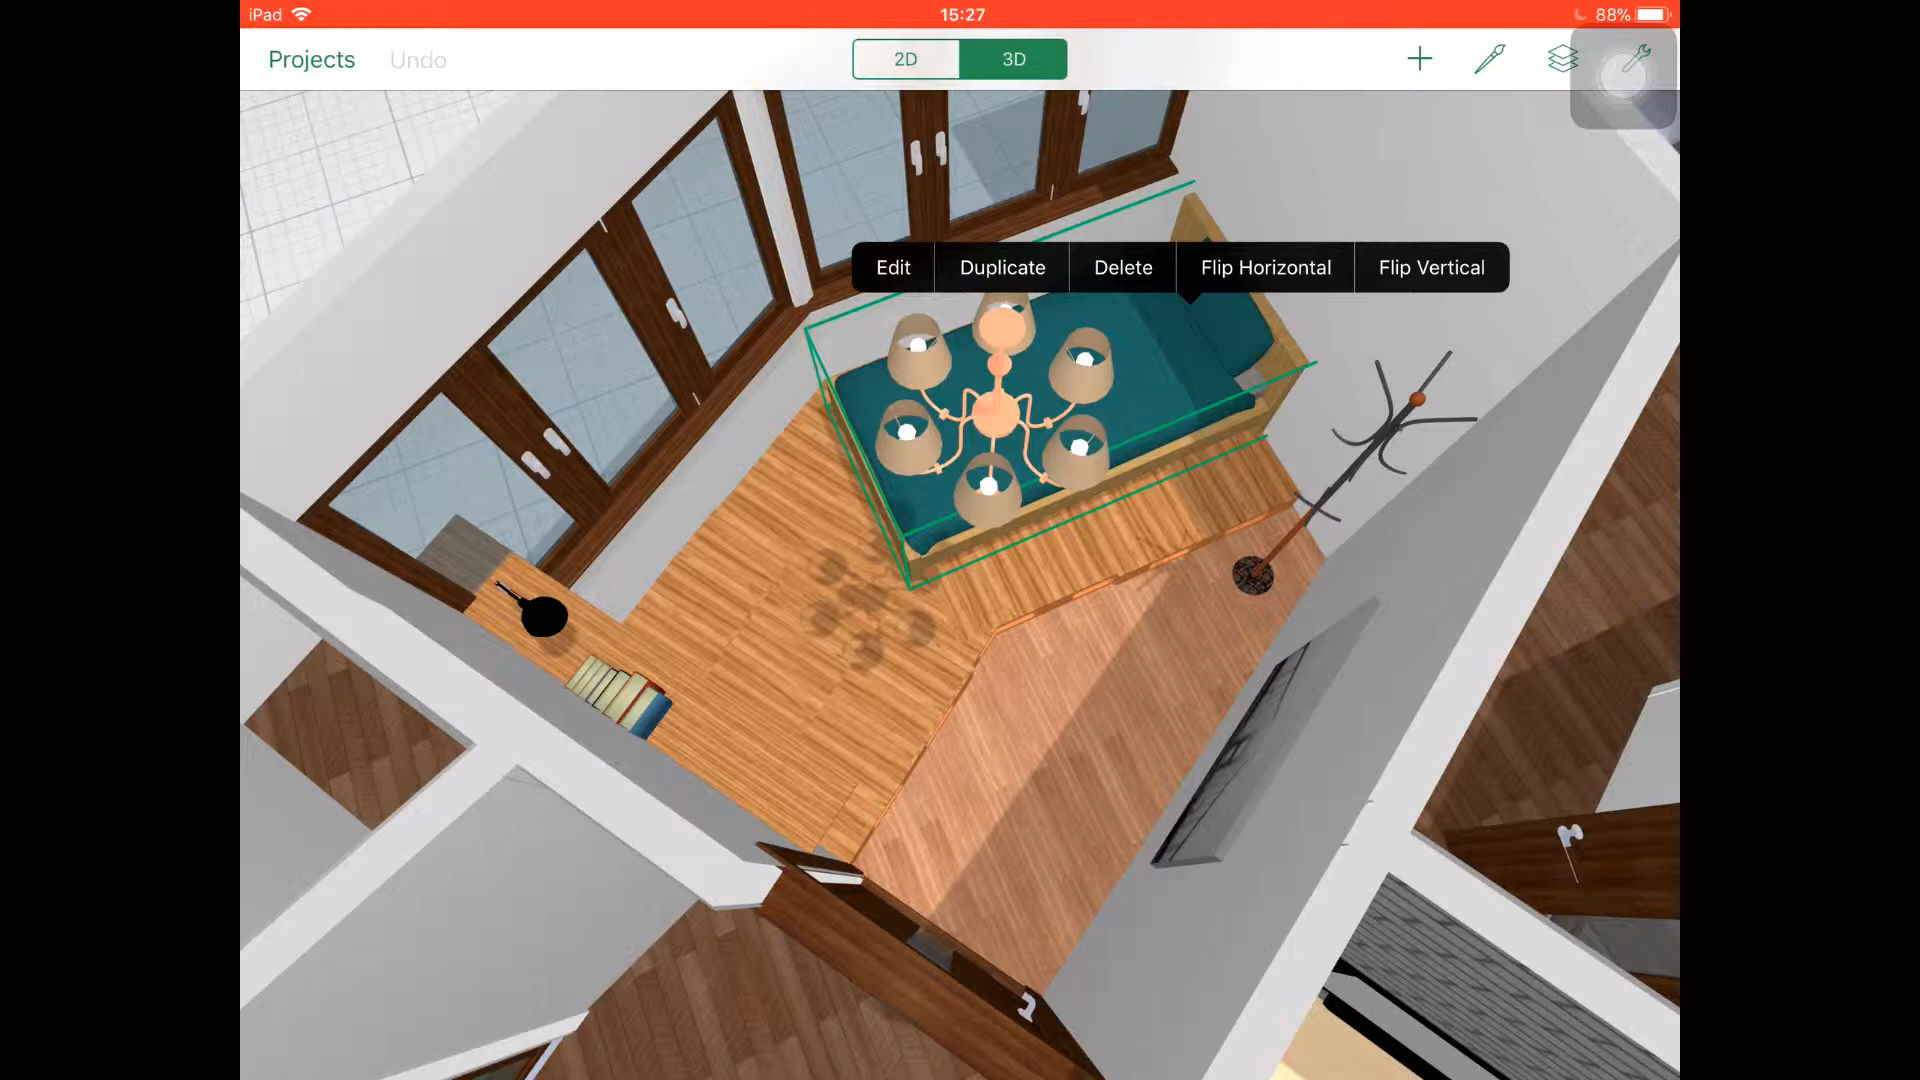 iPad 15:27 88%
Projects Undo 2D 3D
Edit Duplicate Delete Flip Horizontal Flip Vertical